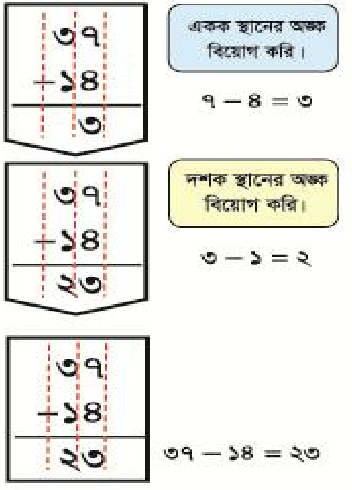 ৩৭
একক স্থানের অঙ্ক
বিয়োগ করি।
− ১৪
৭ − ৪ = ৩
৩
৩৭
দশক স্থানের অঙ্ক
বিয়োগ করি।
− ১৪
৩ − ১ = ২
২৩
৩৭
− ১৪
২৩
৩৭ − ১৪ = ২৩